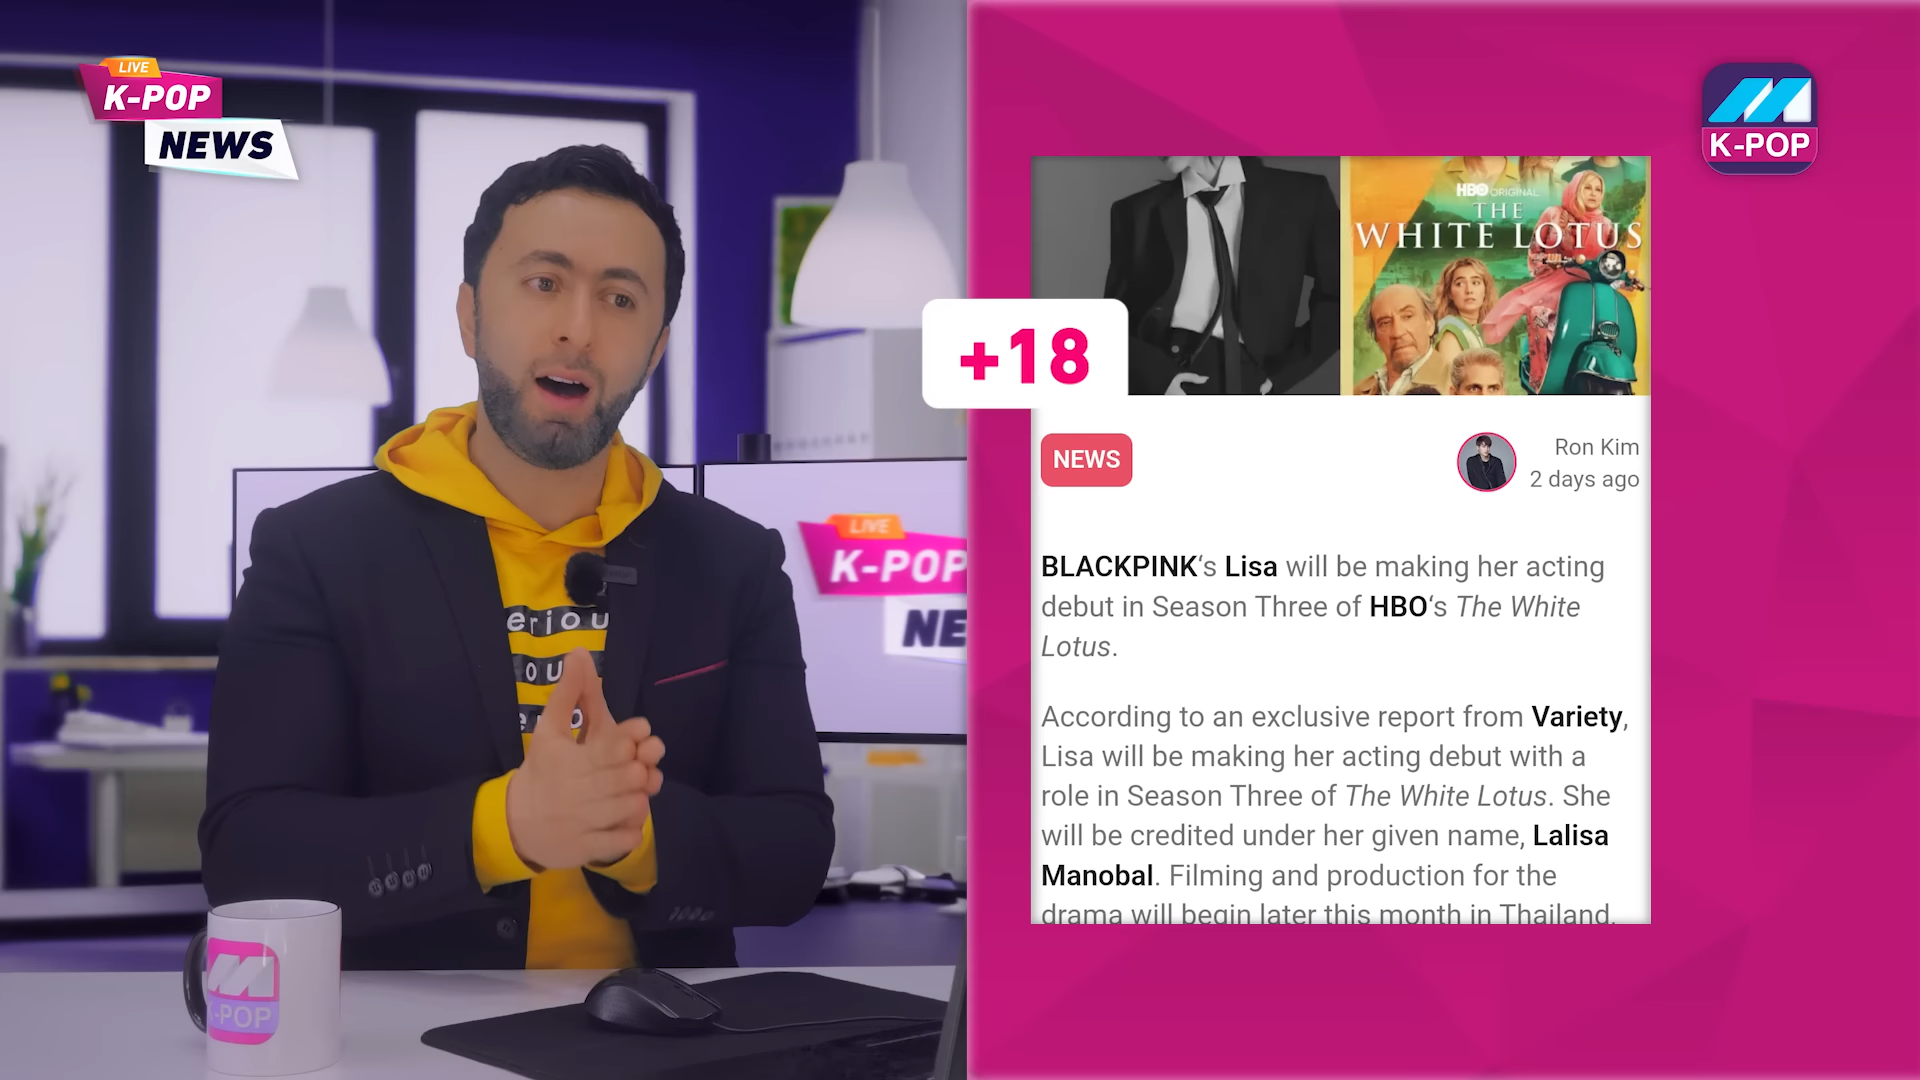 LIVE
K-POP
NEWS
K-POP
HBO ORIGINAL
THE
WHITE LOTUS
+18
NEWS
Ron Kim
2 days ago
BLACKPINK‘s Lisa will be making her acting
debut in Season Three of HBO‘s The White
Lotus.
According to an exclusive report from Variety,
Lisa will be making her acting debut with a
role in Season Three of The White Lotus. She
will be credited under her given name, Lalisa
Manobal. Filming and production for the
drama will begin later this month in Thailand.
LIVE
K-POP
NE
eriou
ou
K-POP